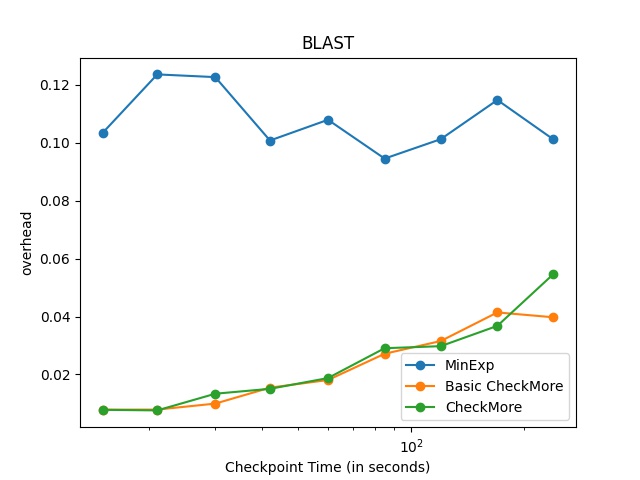 BLAST
0.12
0.10
0.08
0.06
0.04
0.02
overhead
MinExp
Basic CheckMore
CheckMore
10²
Checkpoint Time (in seconds)